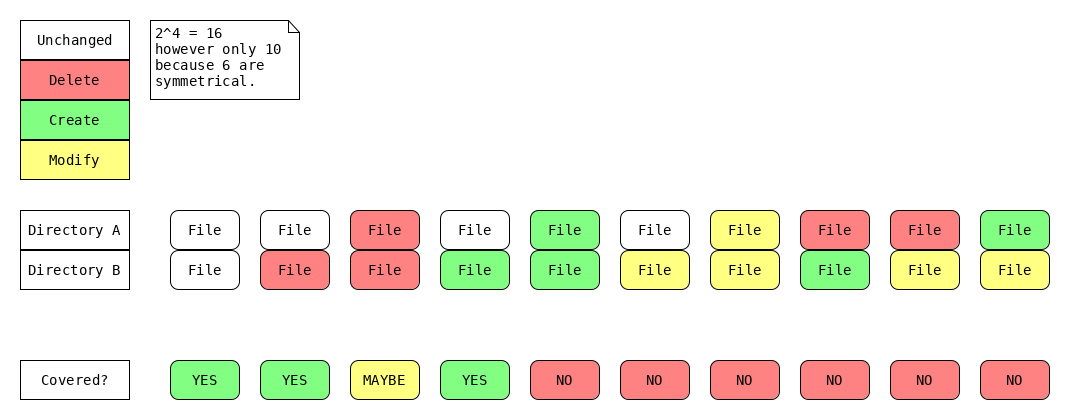 Unchanged
2^4 = 16
however only 10
because 6 are
symmetrical.
Delete
Create
Modify
Directory A File File File File File File File File File File
Directory B File File File File File File File File File File
Covered? YES YES MAYBE YES NO NO NO NO NO NO